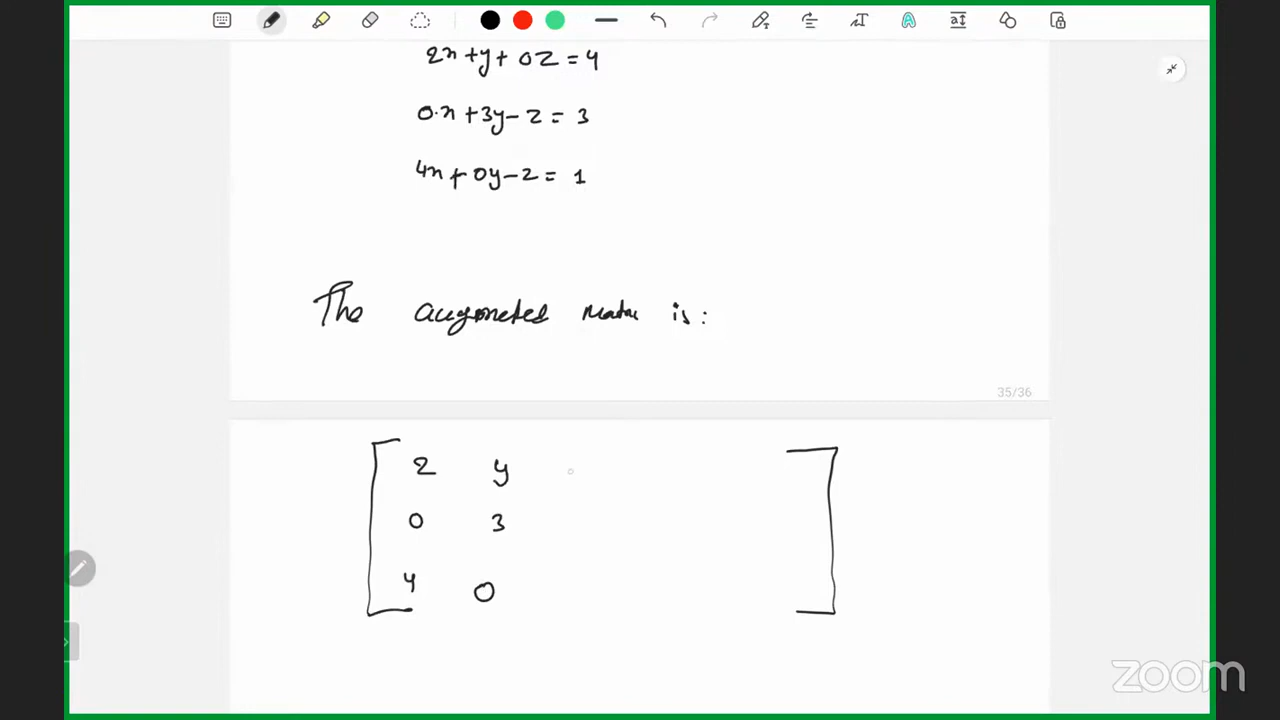 2x+y+0z=4
0·x+3y-z=3
4x+0y-z=1
The augmented matrix is:
35/36
2 y
0 3
4 0
zoom